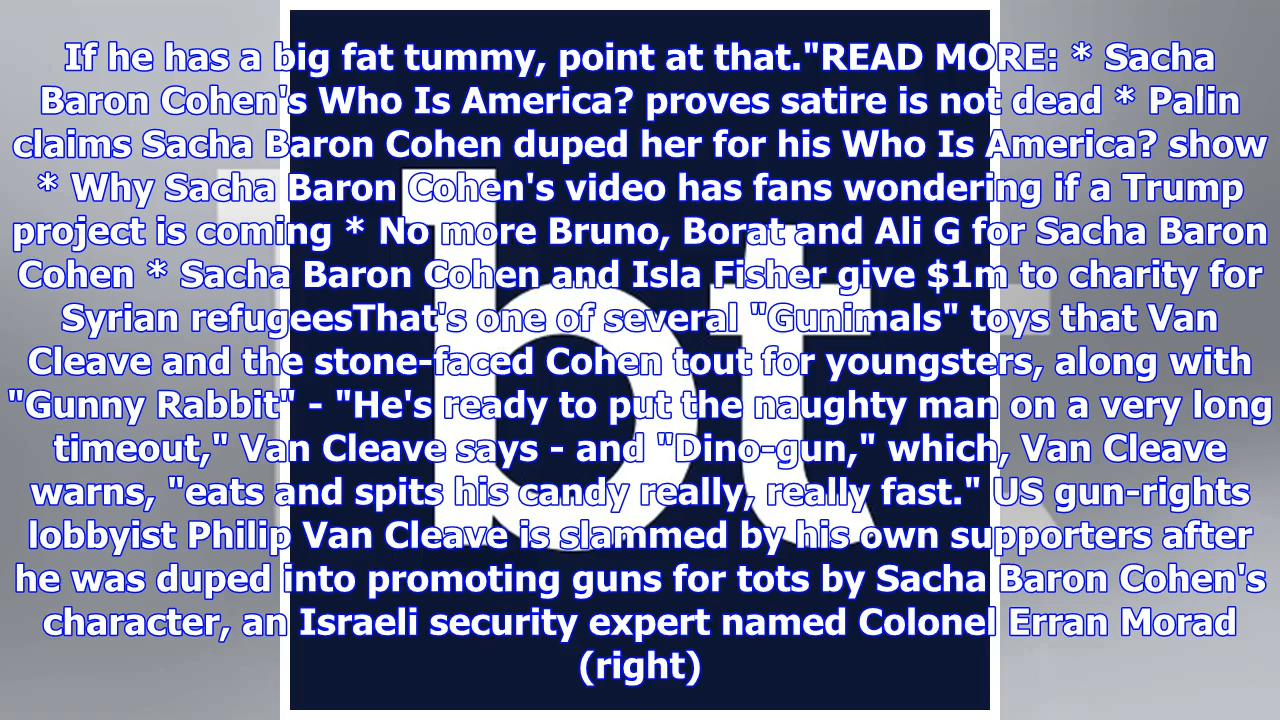 If he has a big fat tummy, point at that."READ MORE: * Sacha
Baron Cohen's Who Is America? proves satire is not dead * Palin
claims Sacha Baron Cohen duped her for his Who Is America? show
* Why Sacha Baron Cohen's video has fans wondering if a Trump
project is coming * No more Bruno, Borat and Ali G for Sacha Baron
Cohen * Sacha Baron Cohen and Isla Fisher give $1m to charity for
Syrian refugeesThat's one of several "Gunimals" toys that Van
Cleave and the stone-faced Cohen tout for youngsters, along with
"Gunny Rabbit" - "He's ready to put the naughty man on a very long
timeout," Van Cleave says - and "Dino-gun," which, Van Cleave
warns, "eats and spits his candy really, really fast." US gun-rights
lobbyist Philip Van Cleave is slammed by his own supporters after
he was duped into promoting guns for tots by Sacha Baron Cohen's
character, an Israeli security expert named Colonel Erran Morad
(right)
bt